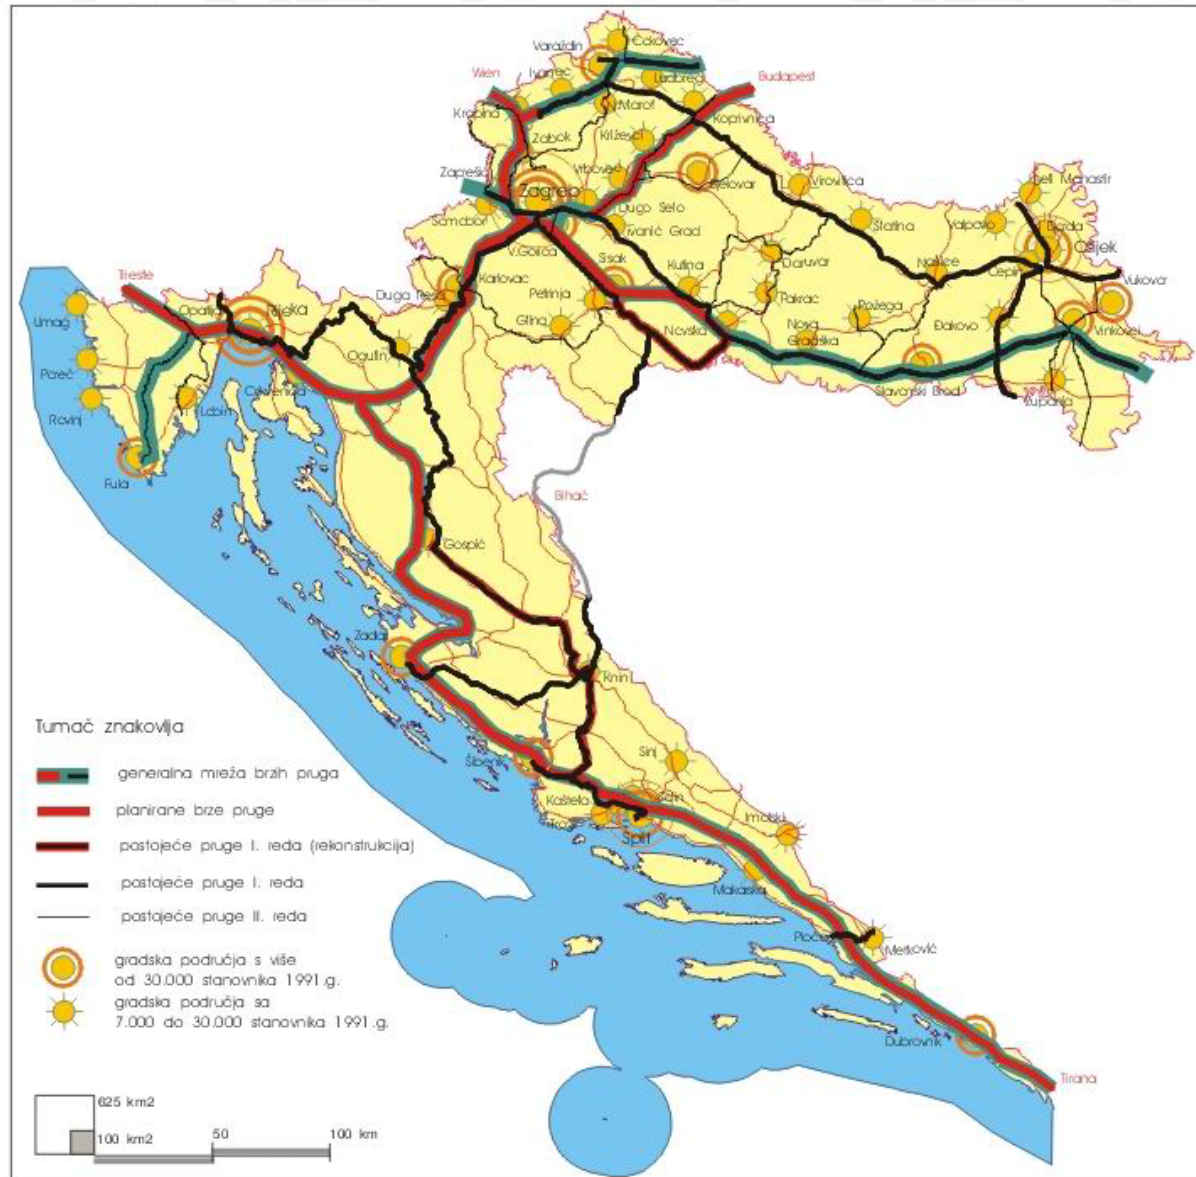 Čakovec
Varaždin
Ivanec
Ludbreg
Wien
Budapest
N.Marof
Krapina
Koprivnica
Zabok
Križevci
Vrbovec
Zaprešić
Zagreb
Bjelovar
Virovitica
Beli Manastir
Samobor
Dugo Selo
Ivanić Grad
Slatina
Valpovo
Osijek
V.Gorica
Sisak
Kutina
Daruvar
Našice
Čepin
Vukovar
Trieste
Karlovac
Duga Resa
Petrinja
Pakrac
Požega
Opatija
Rijeka
Umag
Glina
Novska
Nova
Gradiška
Đakovo
Vinkovci
Ogulin
Poreč
Crikvenica
Slavonski Brod
Županja
Labin
Rovinj
Pula
Bihać
Gospić
Zadar
Knin
Tumač znakovlja
Sinj
Šibenik
generalna mreža brzih pruga
Kaštela
Solin
planirane brze pruge
Imotski
Split
postojeće pruge I. reda (rekonstrukcija)
Makarska
postojeće pruge I. reda
postojeće pruge II. reda
Ploče
Metković
gradska područja s više
od 30.000 stanovnika 1991.g.
gradska područja sa
7.000 do 30.000 stanovnika 1991.g.
Dubrovnik
Tirana
625 km2
100 km2
50
100 km